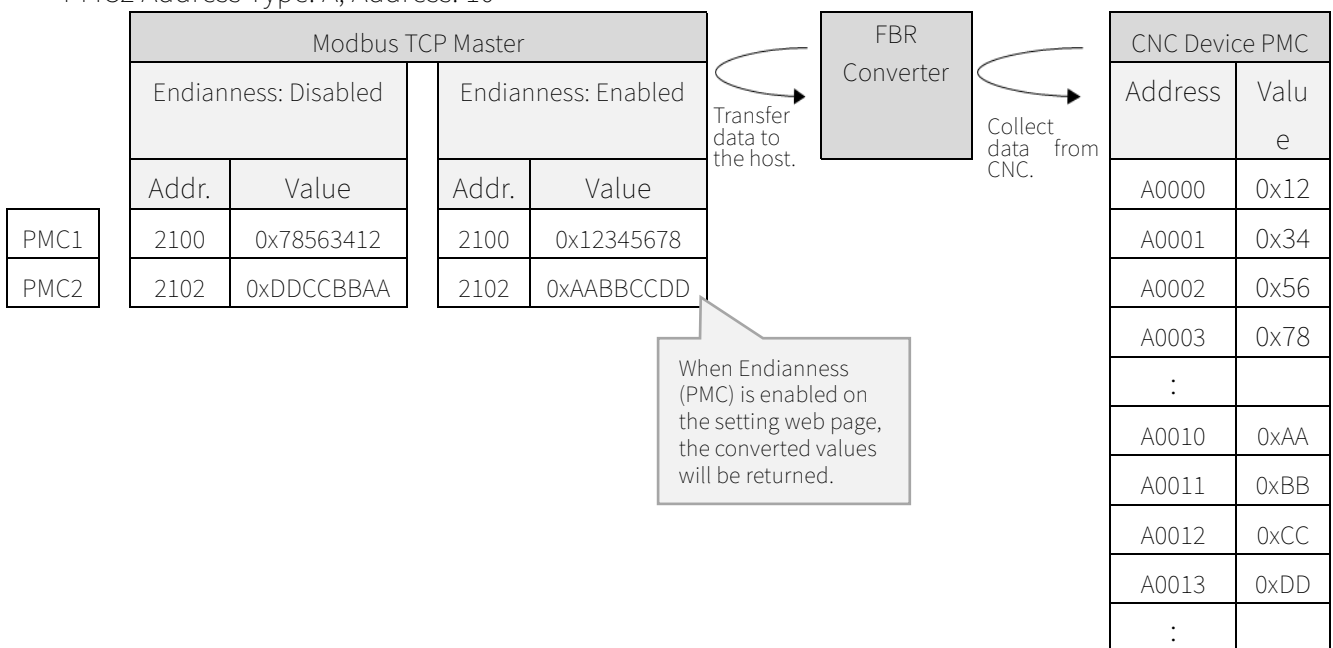 PMC2 Address Type: A, Address: 10
Modbus TCP Master
Endianness: Disabled
Endianness: Enabled
Addr.
Value
Addr.
Value
PMC1
2100
0x78563412
2100
0x12345678
PMC2
2102
0xDDCCBBAA
2102
0xAABBCCDD
Transfer
data to
the host.
FBR
Converter
Collect
data from
CNC.
When Endianness
(PMC) is enabled on
the setting web page,
the converted values
will be returned.
CNC Device PMC
Address
Valu
e
A0000
0x12
A0001
0x34
A0002
0x56
A0003
0x78
:
A0010
0xAA
A0011
0xBB
A0012
0xCC
A0013
0xDD
: